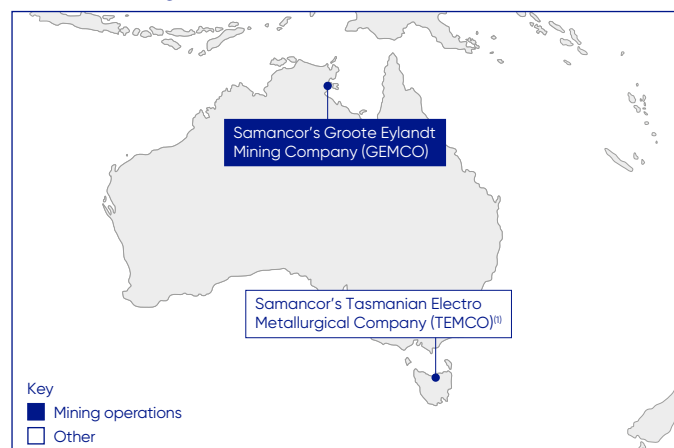 Samancor's Groote Eylandt
Mining Company (GEMCO)
Samancor's Tasmanian Electro
Metallurgical Company (TEMCO)(1)
Key
Mining operations
Other